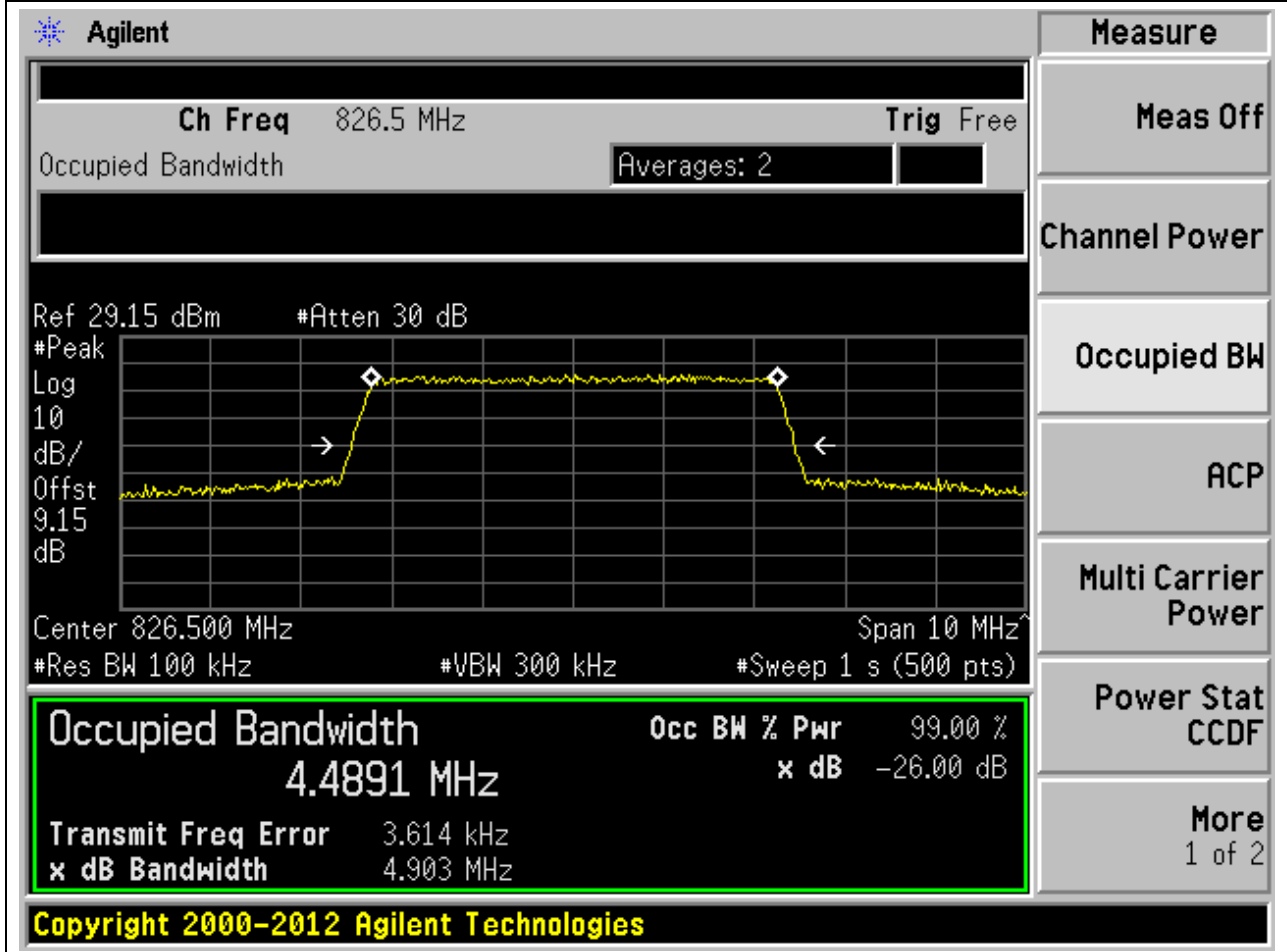 Agilent
Measure
Ch Freq 826.5 MHz Trig Free
Occupied Bandwidth Averages: 2
Meas Off
Channel Power
Occupied BW
ACP
Multi Carrier
Power
Power Stat
CCDF
More
1 of 2
Ref 29.15 dBm #Atten 30 dB
#Peak
Log
10
dB/
Offst
9.15
dB
Center 826.500 MHz Span 10 MHz^
#Res BW 100 kHz #VBW 300 kHz #Sweep 1 s (500 pts)
Occupied Bandwidth
4.4891 MHz
Occ BW % Pwr 99.00 %
x dB -26.00 dB
Transmit Freq Error 3.614 kHz
x dB Bandwidth 4.903 MHz
Copyright 2000-2012 Agilent Technologies